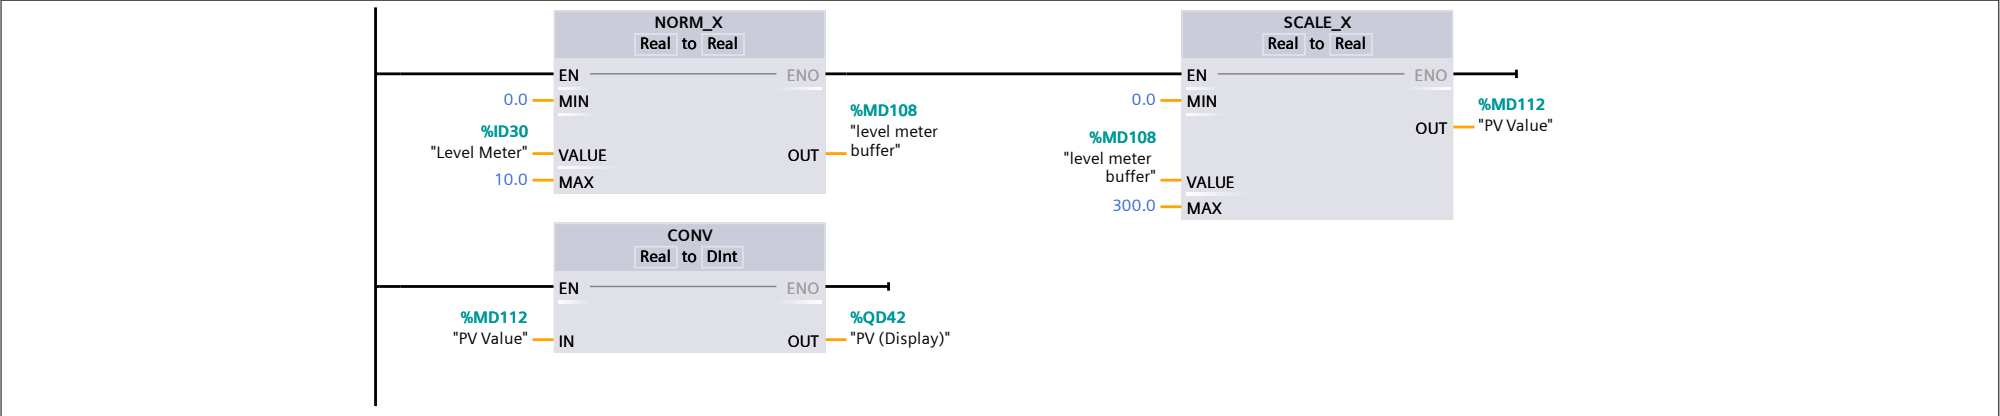 NORM_X
Real to Real
EN
ENO
0.0
MIN
%ID30
"Level Meter"
VALUE
10.0
MAX
%MD108
"level meter
buffer"
OUT
SCALE_X
Real to Real
EN
ENO
0.0
MIN
%MD108
"level meter
buffer"
VALUE
300.0
MAX
%MD112
"PV Value"
OUT
CONV
Real to DInt
EN
ENO
%MD112
"PV Value"
IN
%QD42
"PV (Display)"
OUT